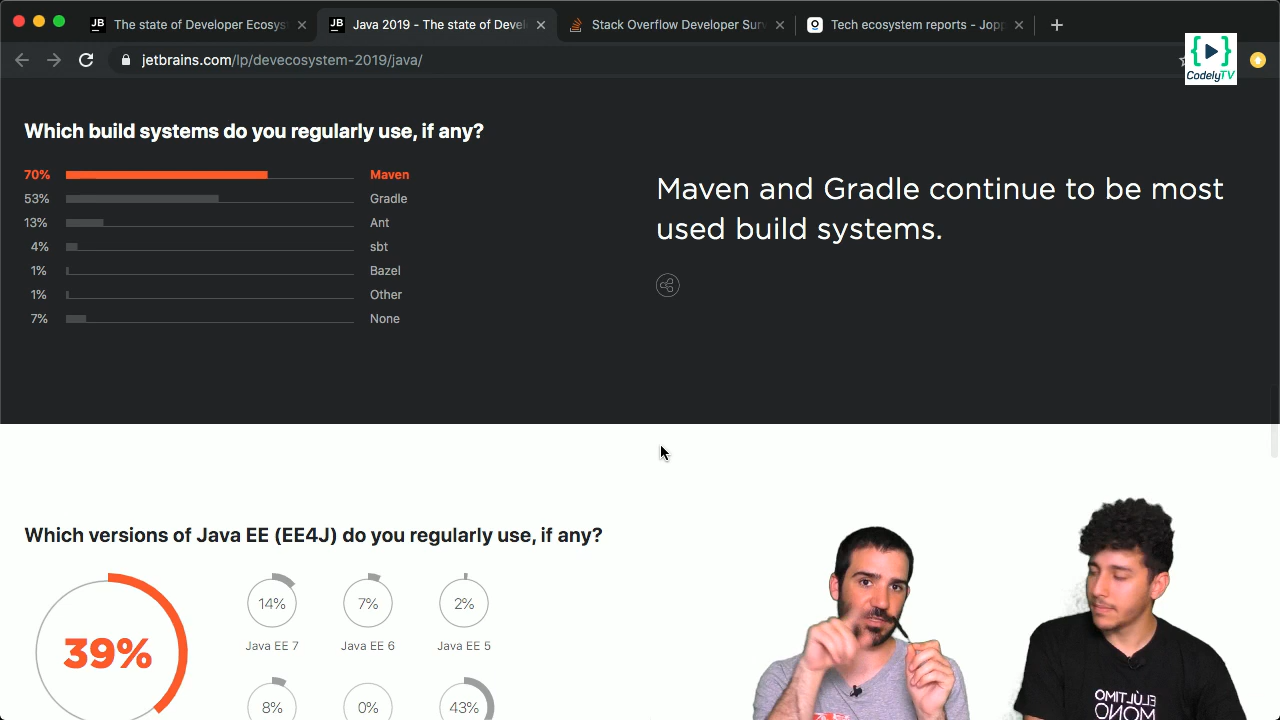 The state of Developer Ecosys
Java 2019 - The state of Devel
Stack Overflow Developer Surv
Tech ecosystem reports - Jopp
jetbrains.com/lp/devecosystem-2019/java/
CodelyTV
Which build systems do you regularly use, if any?
70% Maven
53% Gradle
13% Ant
4% sbt
1% Bazel
1% Other
7% None
Maven and Gradle continue to be most
used build systems.
Which versions of Java EE (EE4J) do you regularly use, if any?
39%
14% 7% 2%
Java EE 7 Java EE 6 Java EE 5
8% 0% 43%
EL ÚLTIMO
MONO